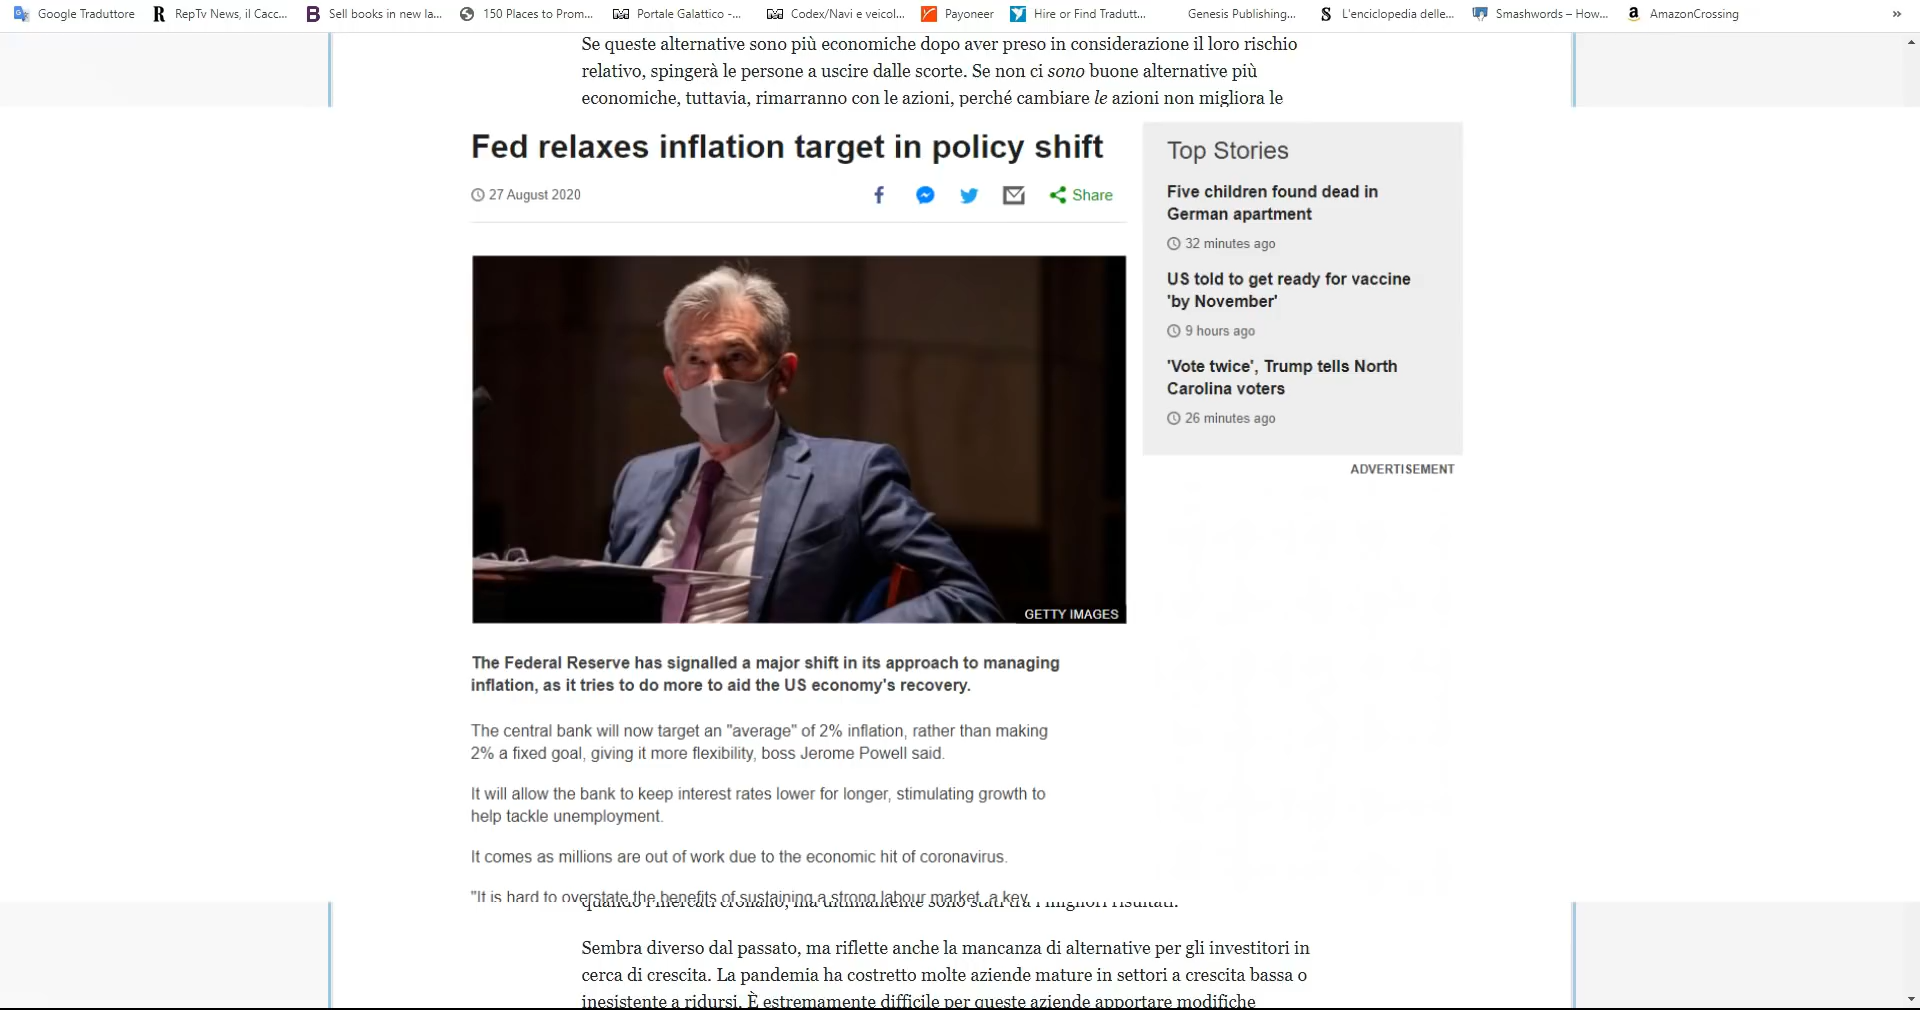 Google Traduttore
RepTv News, il Cacc...
Sell books in new la...
150 Places to Prom...
Portale Galattico -...
Codex/Navi e veicol...
Payoneer
Hire or Find Tradutt...
Genesis Publishing...
L'enciclopedia delle...
Smashwords – How...
AmazonCrossing
»
Se queste alternative sono più economiche dopo aver preso in considerazione il loro rischio
relativo, spingerà le persone a uscire dalle scorte. Se non ci sono buone alternative più
economiche, tuttavia, rimarranno con le azioni, perché cambiare le azioni non migliora le
Fed relaxes inflation target in policy shift
27 August 2020
Share
GETTY IMAGES
The Federal Reserve has signalled a major shift in its approach to managing
inflation, as it tries to do more to aid the US economy's recovery.
The central bank will now target an "average" of 2% inflation, rather than making
2% a fixed goal, giving it more flexibility, boss Jerome Powell said.
It will allow the bank to keep interest rates lower for longer, stimulating growth to
help tackle unemployment.
It comes as millions are out of work due to the economic hit of coronavirus.
"It is hard to overstate the benefits of sustaining a strong labour market, a key
Top Stories
Five children found dead in
German apartment
32 minutes ago
US told to get ready for vaccine
'by November'
9 hours ago
'Vote twice', Trump tells North
Carolina voters
26 minutes ago
ADVERTISEMENT
quando i mercati crollano, ma ultimamente sono stati tra i migliori risultati.
Sembra diverso dal passato, ma riflette anche la mancanza di alternative per gli investitori in
cerca di crescita. La pandemia ha costretto molte aziende mature in settori a crescita bassa o
inesistente a ridursi. È estremamente difficile per queste aziende apportare modifiche